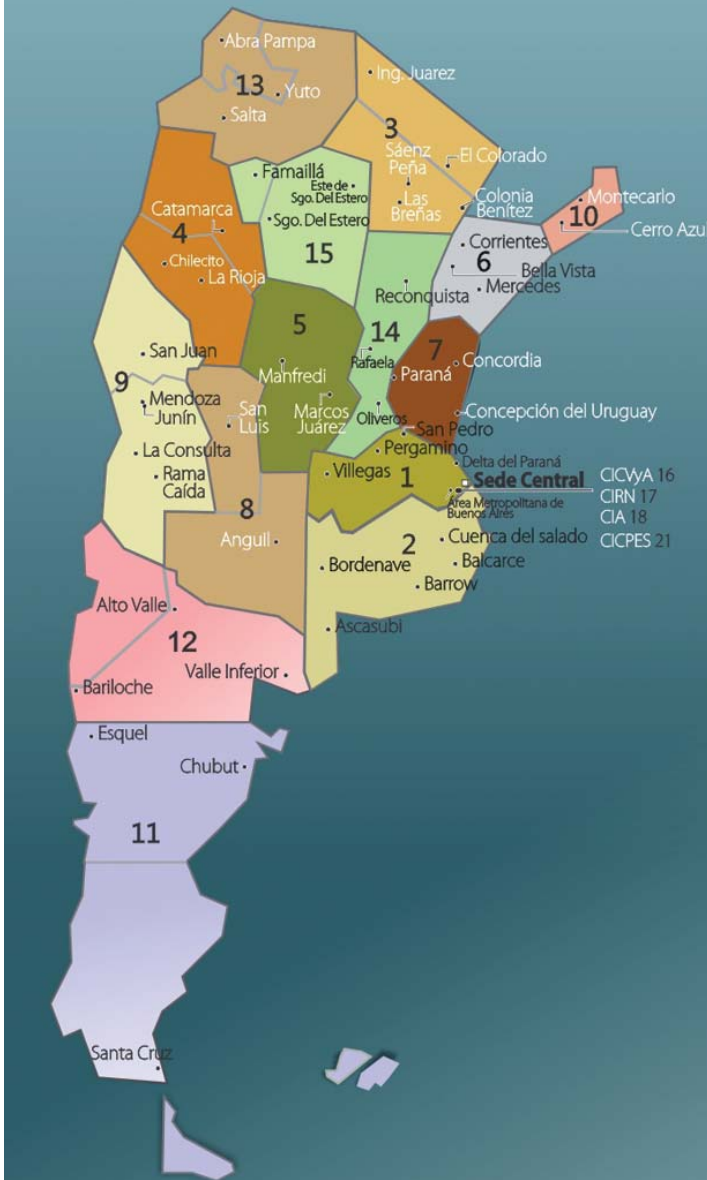 Abra Pampa
Ing. Juarez
13
Yuto
Salta
3
Sáenz
Peña
El Colorado
Famaillá
Este de
Sgo. Del Estero
Las
Breñas
Colonia
Benítez
Montecarlo
10
Catamarca
Sgo. Del Estero
Cerro Azul
4
Corrientes
15
6
Chilecito
Bella Vista
La Rioja
Reconquista
Mercedes
5
14
7
San Juan
Rafaela
Concordia
Manfredi
Paraná
9
Mendoza
Junín
San
Luis
Marcos
Juárez
Oliveros
Concepción del Uruguay
San Pedro
La Consulta
Pergamino
Delta del Paraná
Rama
Caída
Villegas
1
Sede Central
CICVyA 16
Área Metropolitana de
Buenos Aires
CIRN 17
8
CIA 18
Anguil
2
Cuenca del salado
CICPES 21
Bordenave
Balcarce
Barrow
Alto Valle
Ascasubi
12
Valle Inferior
Bariloche
Esquel
Chubut
11
Santa Cruz